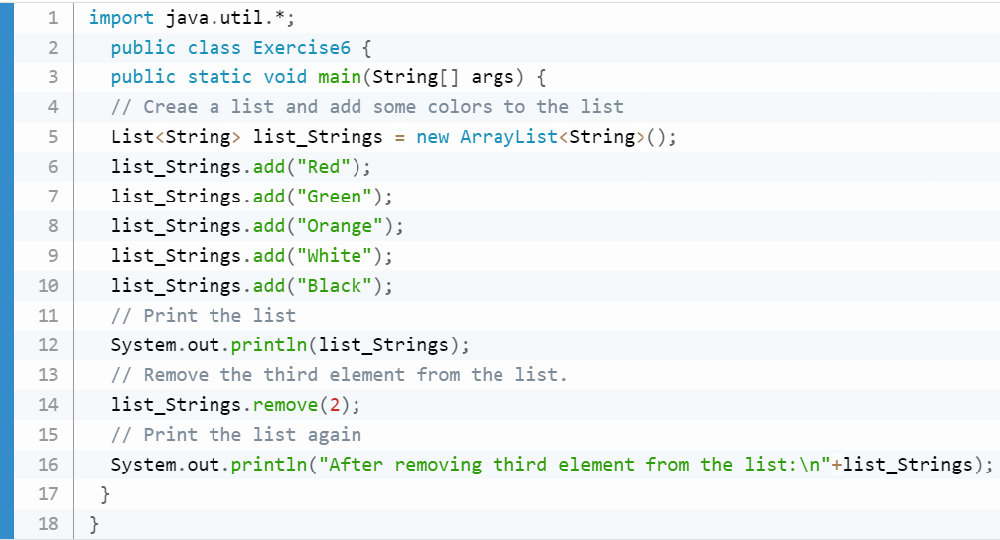 1 import java.util.*;
2 public class Exercise6 {
3 public static void main(String[] args) {
4 // Creae a list and add some colors to the list
5 List<String> list_Strings = new ArrayList<String>();
6 list_Strings.add("Red");
7 list_Strings.add("Green");
8 list_Strings.add("Orange");
9 list_Strings.add("White");
10 list_Strings.add("Black");
11 // Print the list
12 System.out.println(list_Strings);
13 // Remove the third element from the list.
14 list_Strings.remove(2);
15 // Print the list again
16 System.out.println("After removing third element from the list:\n"+list_Strings);
17 }
18 }